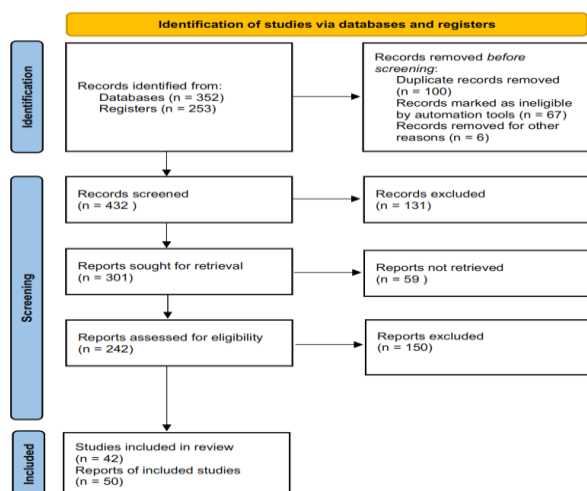 Identification of studies via databases and registers
Identification
Records identified from:
Databases (n = 352)
Registers (n = 253)
Records removed before
screening:
Duplicate records removed
(n = 100)
Records marked as ineligible
by automation tools (n = 67)
Records removed for other
reasons (n = 6)
Screening
Records screened
(n = 432 )
Records excluded
(n = 131)
Reports sought for retrieval
(n = 301)
Reports not retrieved
(n = 59 )
Reports assessed for eligibility
(n = 242)
Reports excluded
(n = 150)
Included
Studies included in review
(n = 42)
Reports of included studies
(n = 50)